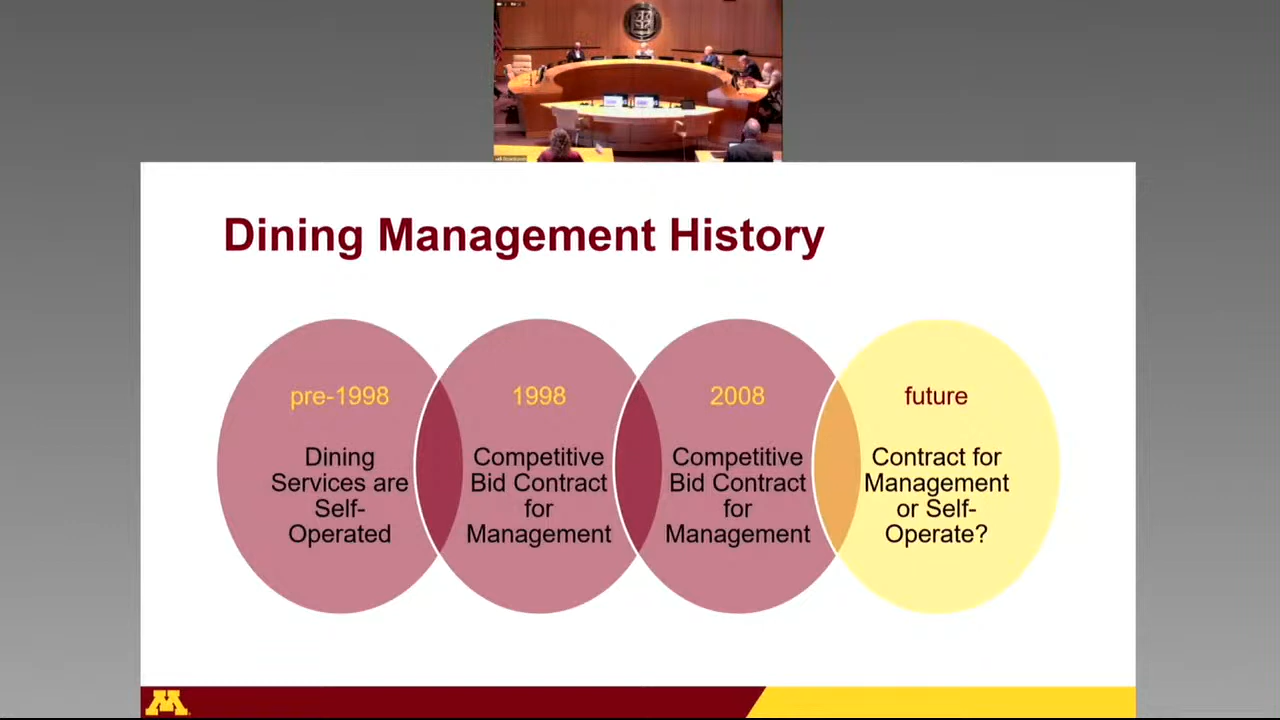 Dining Management History
pre-1998
Dining
Services are
Self-
Operated
1998
Competitive
Bid Contract
for
Management
2008
Competitive
Bid Contract
for
Management
future
Contract for
Management
or Self-
Operate?
M